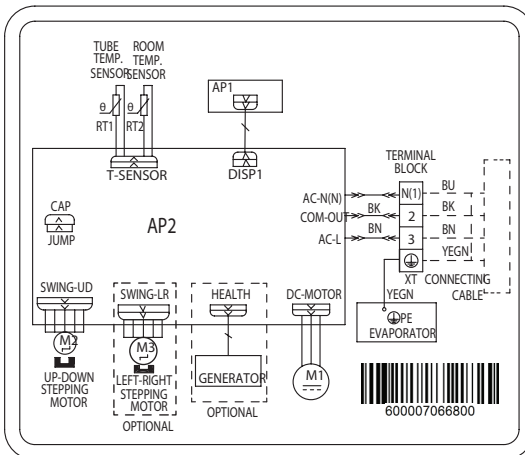 TUBE
TEMP.
SENSOR
ROOM
TEMP.
SENSOR
θ
θ
RT1
RT2
AP1
T-SENSOR
DISP1
TERMINAL
BLOCK
AC-N(N)
N(1)
BU
COM-OUT
BK
2
BK
AC-L
BN
3
BN
YEGN
XT
CONNECTING
CABLE
CAP
JUMP
AP2
SWING-UD
SWING-LR
HEALTH
DC-MOTOR
YEGN
PE
EVAPORATOR
M2
M3
GENERATOR
M1
UP-DOWN
STEPPING
MOTOR
LEFT-RIGHT
STEPPING
MOTOR
OPTIONAL
OPTIONAL
600007066800